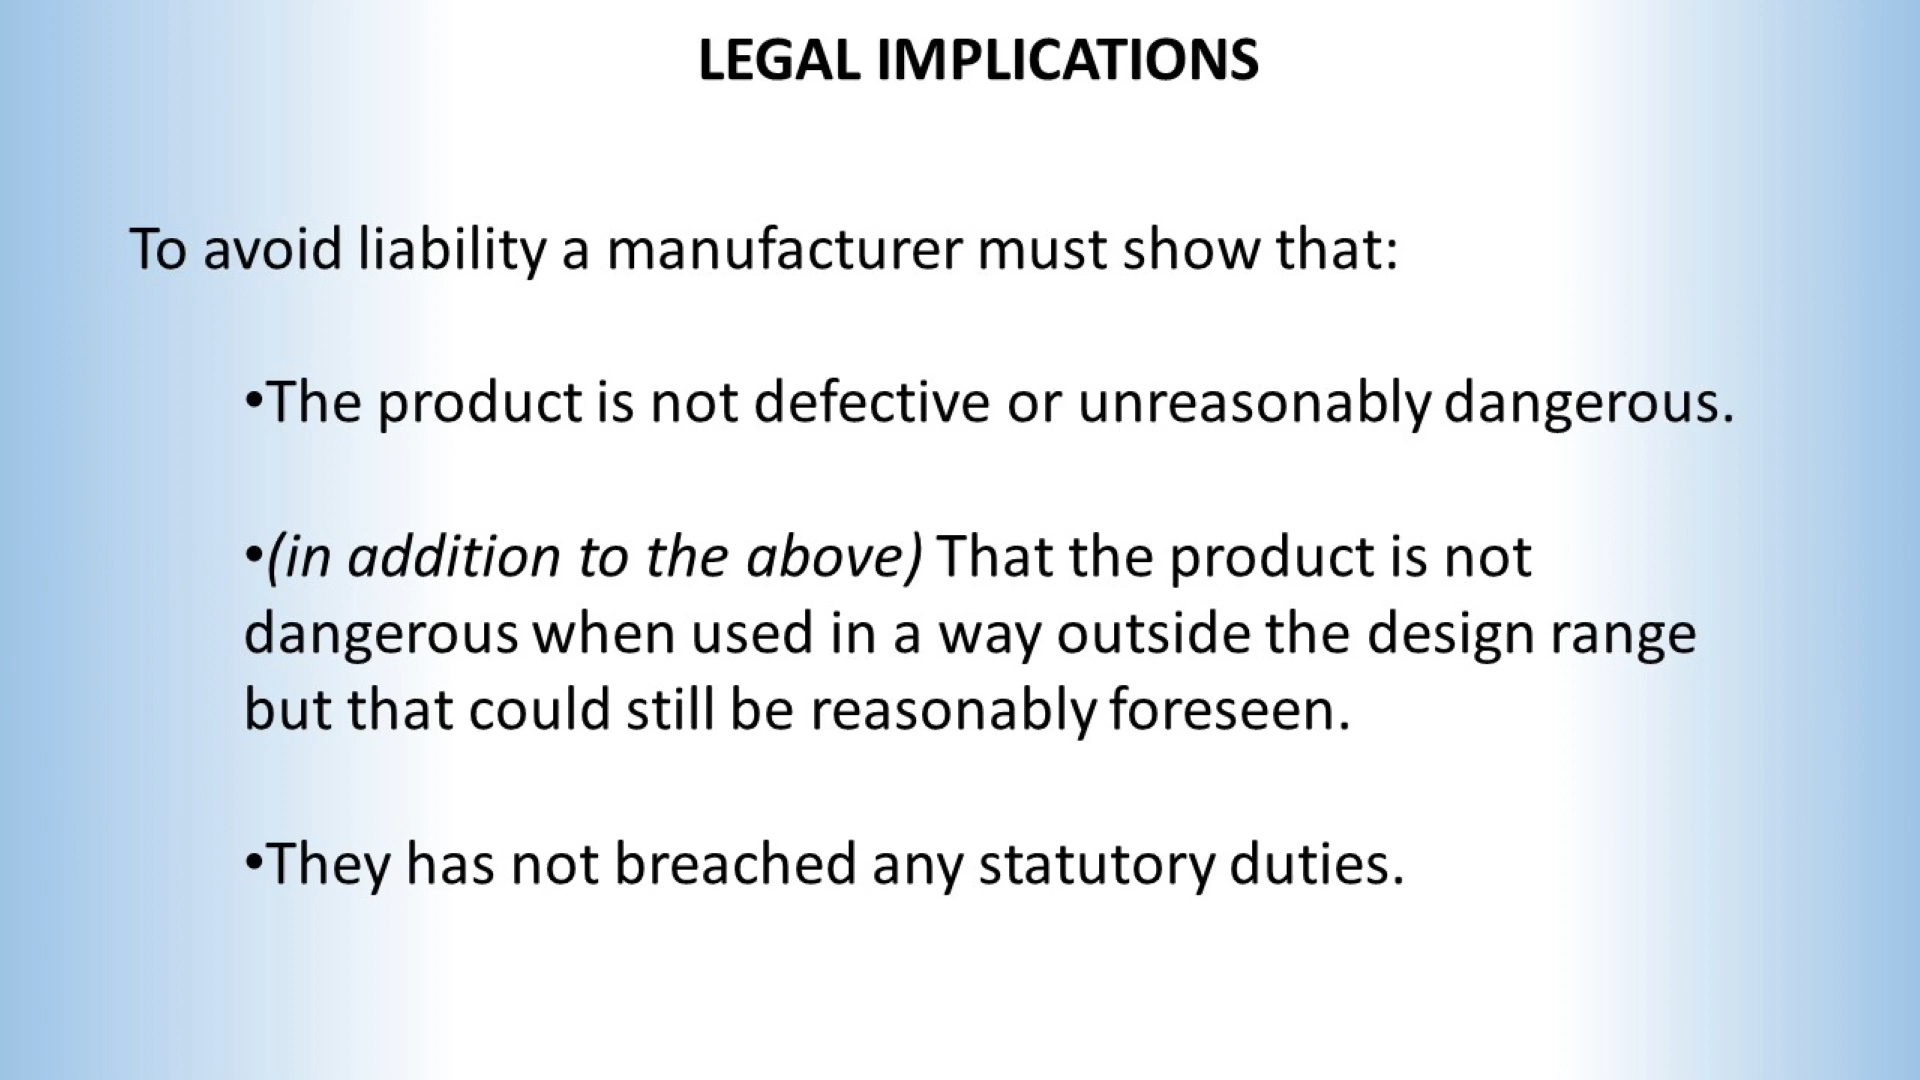 LEGAL IMPLICATIONS
To avoid liability a manufacturer must show that:
•The product is not defective or unreasonably dangerous.
•(in addition to the above) That the product is not
dangerous when used in a way outside the design range
but that could still be reasonably foreseen.
•They has not breached any statutory duties.